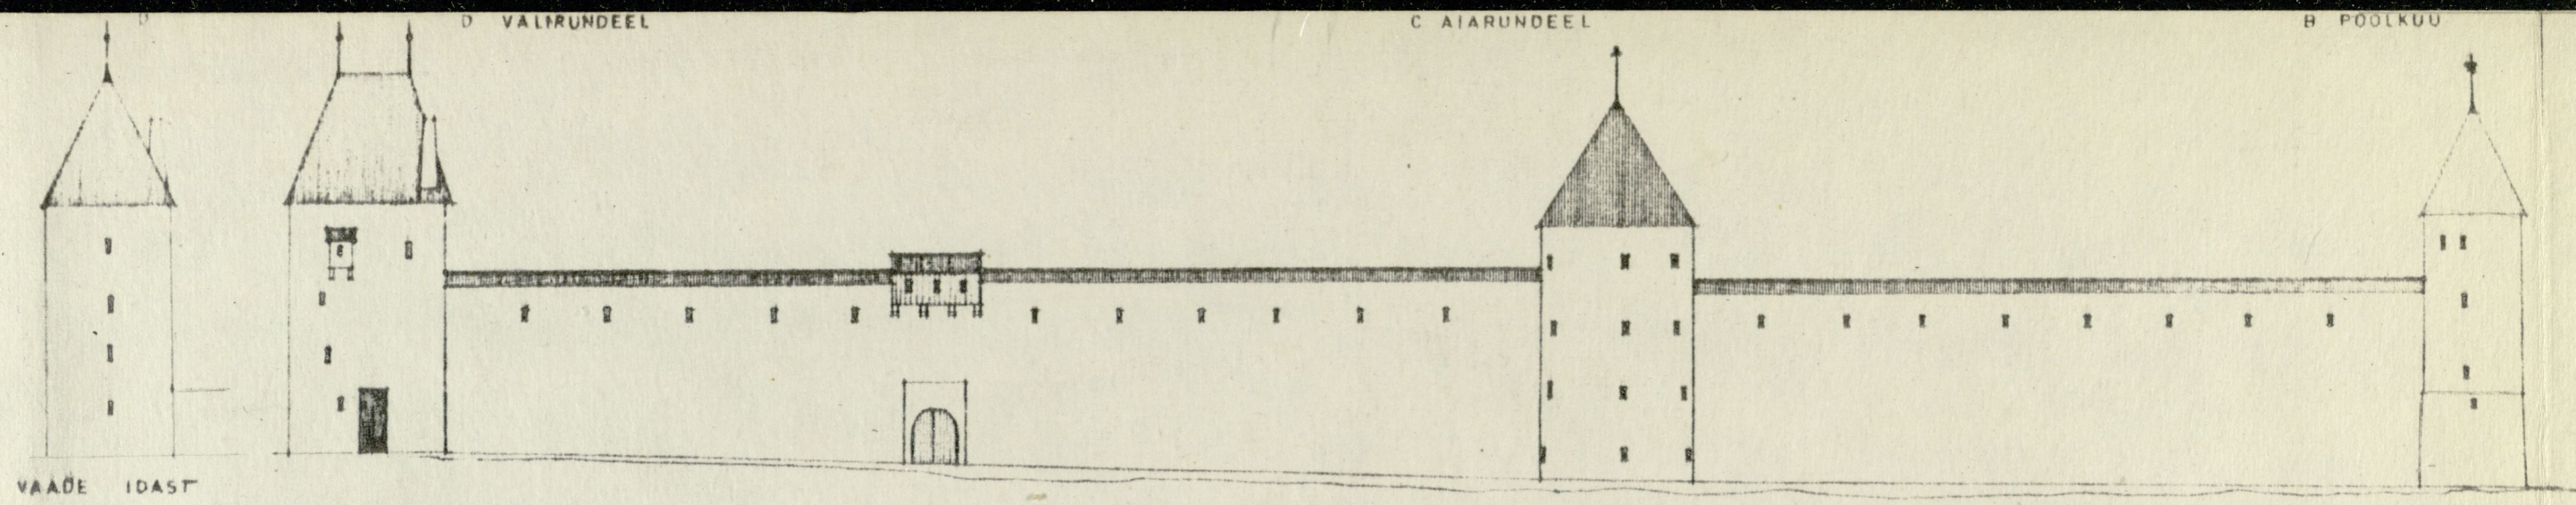 D
D VALIRUNDEEL
C AIARUNDEEL
B POOLKUU
VAADE IDAST